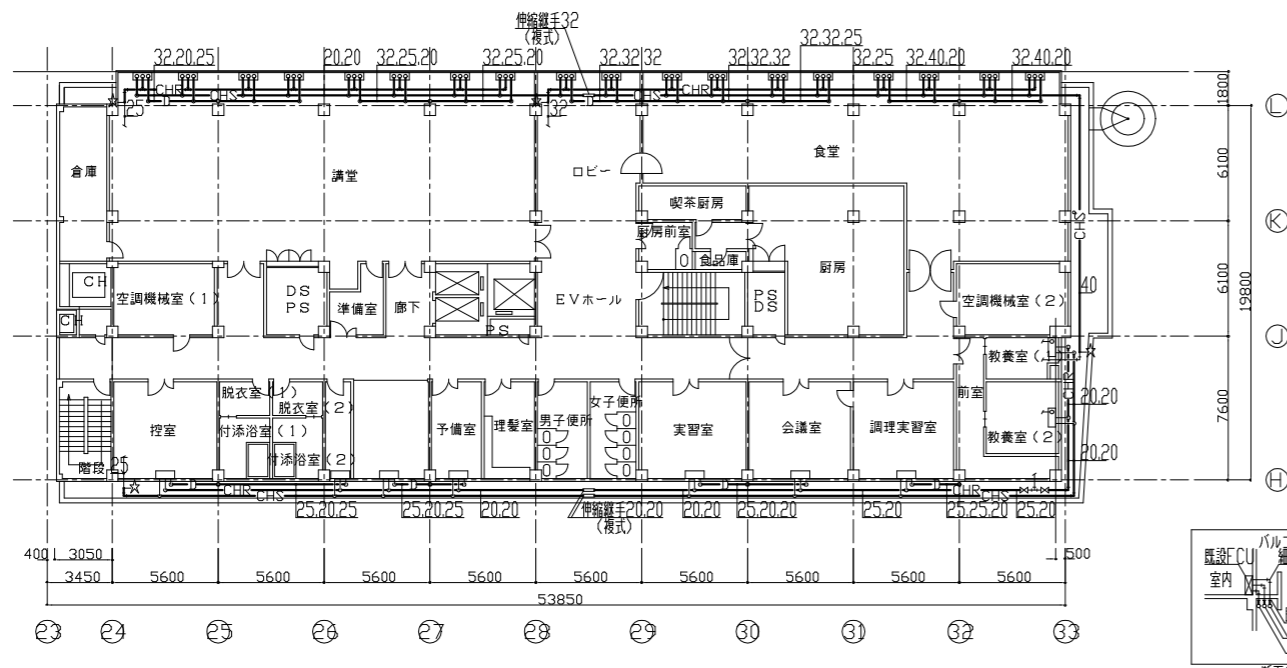 伸縮継手32
(複式)
32,32,25
32,20,25
20,20
32,25,20
32,25,20
32,32,32
32,32,32
32,25
32,40,20
32,40,20
CHR
CHS
CHS
CHR
CHS
25
32
1800
L
倉庫
講堂
ロビー
食堂
6100
喫茶厨房
K
厨房前室
食品庫
CHS
CH
空調機械室(1)
DS
PS
準備室
廊下
EVホール
PS
DS
厨房
空調機械室(2)
40
6100
19800
CH
PS
J
教養室(1)
CHR
脱衣室(1)
脱衣室(2)
女子便所
前室
20,20
控室
付添浴室(1)
予備室
理髪室
男子便所
実習室
会議室
調理実習室
教養室(2)
7600
階段
25
付添浴室(2)
20,20
H
CHR
CHS
CHR
CHS
25,20,25
25,20,25
20,20
伸縮継手20,20
(複式)
20,20
25,20,20
25,20
25,25,20
25,20
400
3050
500
3450
5600
5600
5600
5600
5600
5600
5600
5600
5600
53850
23
24
25
26
27
28
29
30
31
32
33
既設FCU
室内